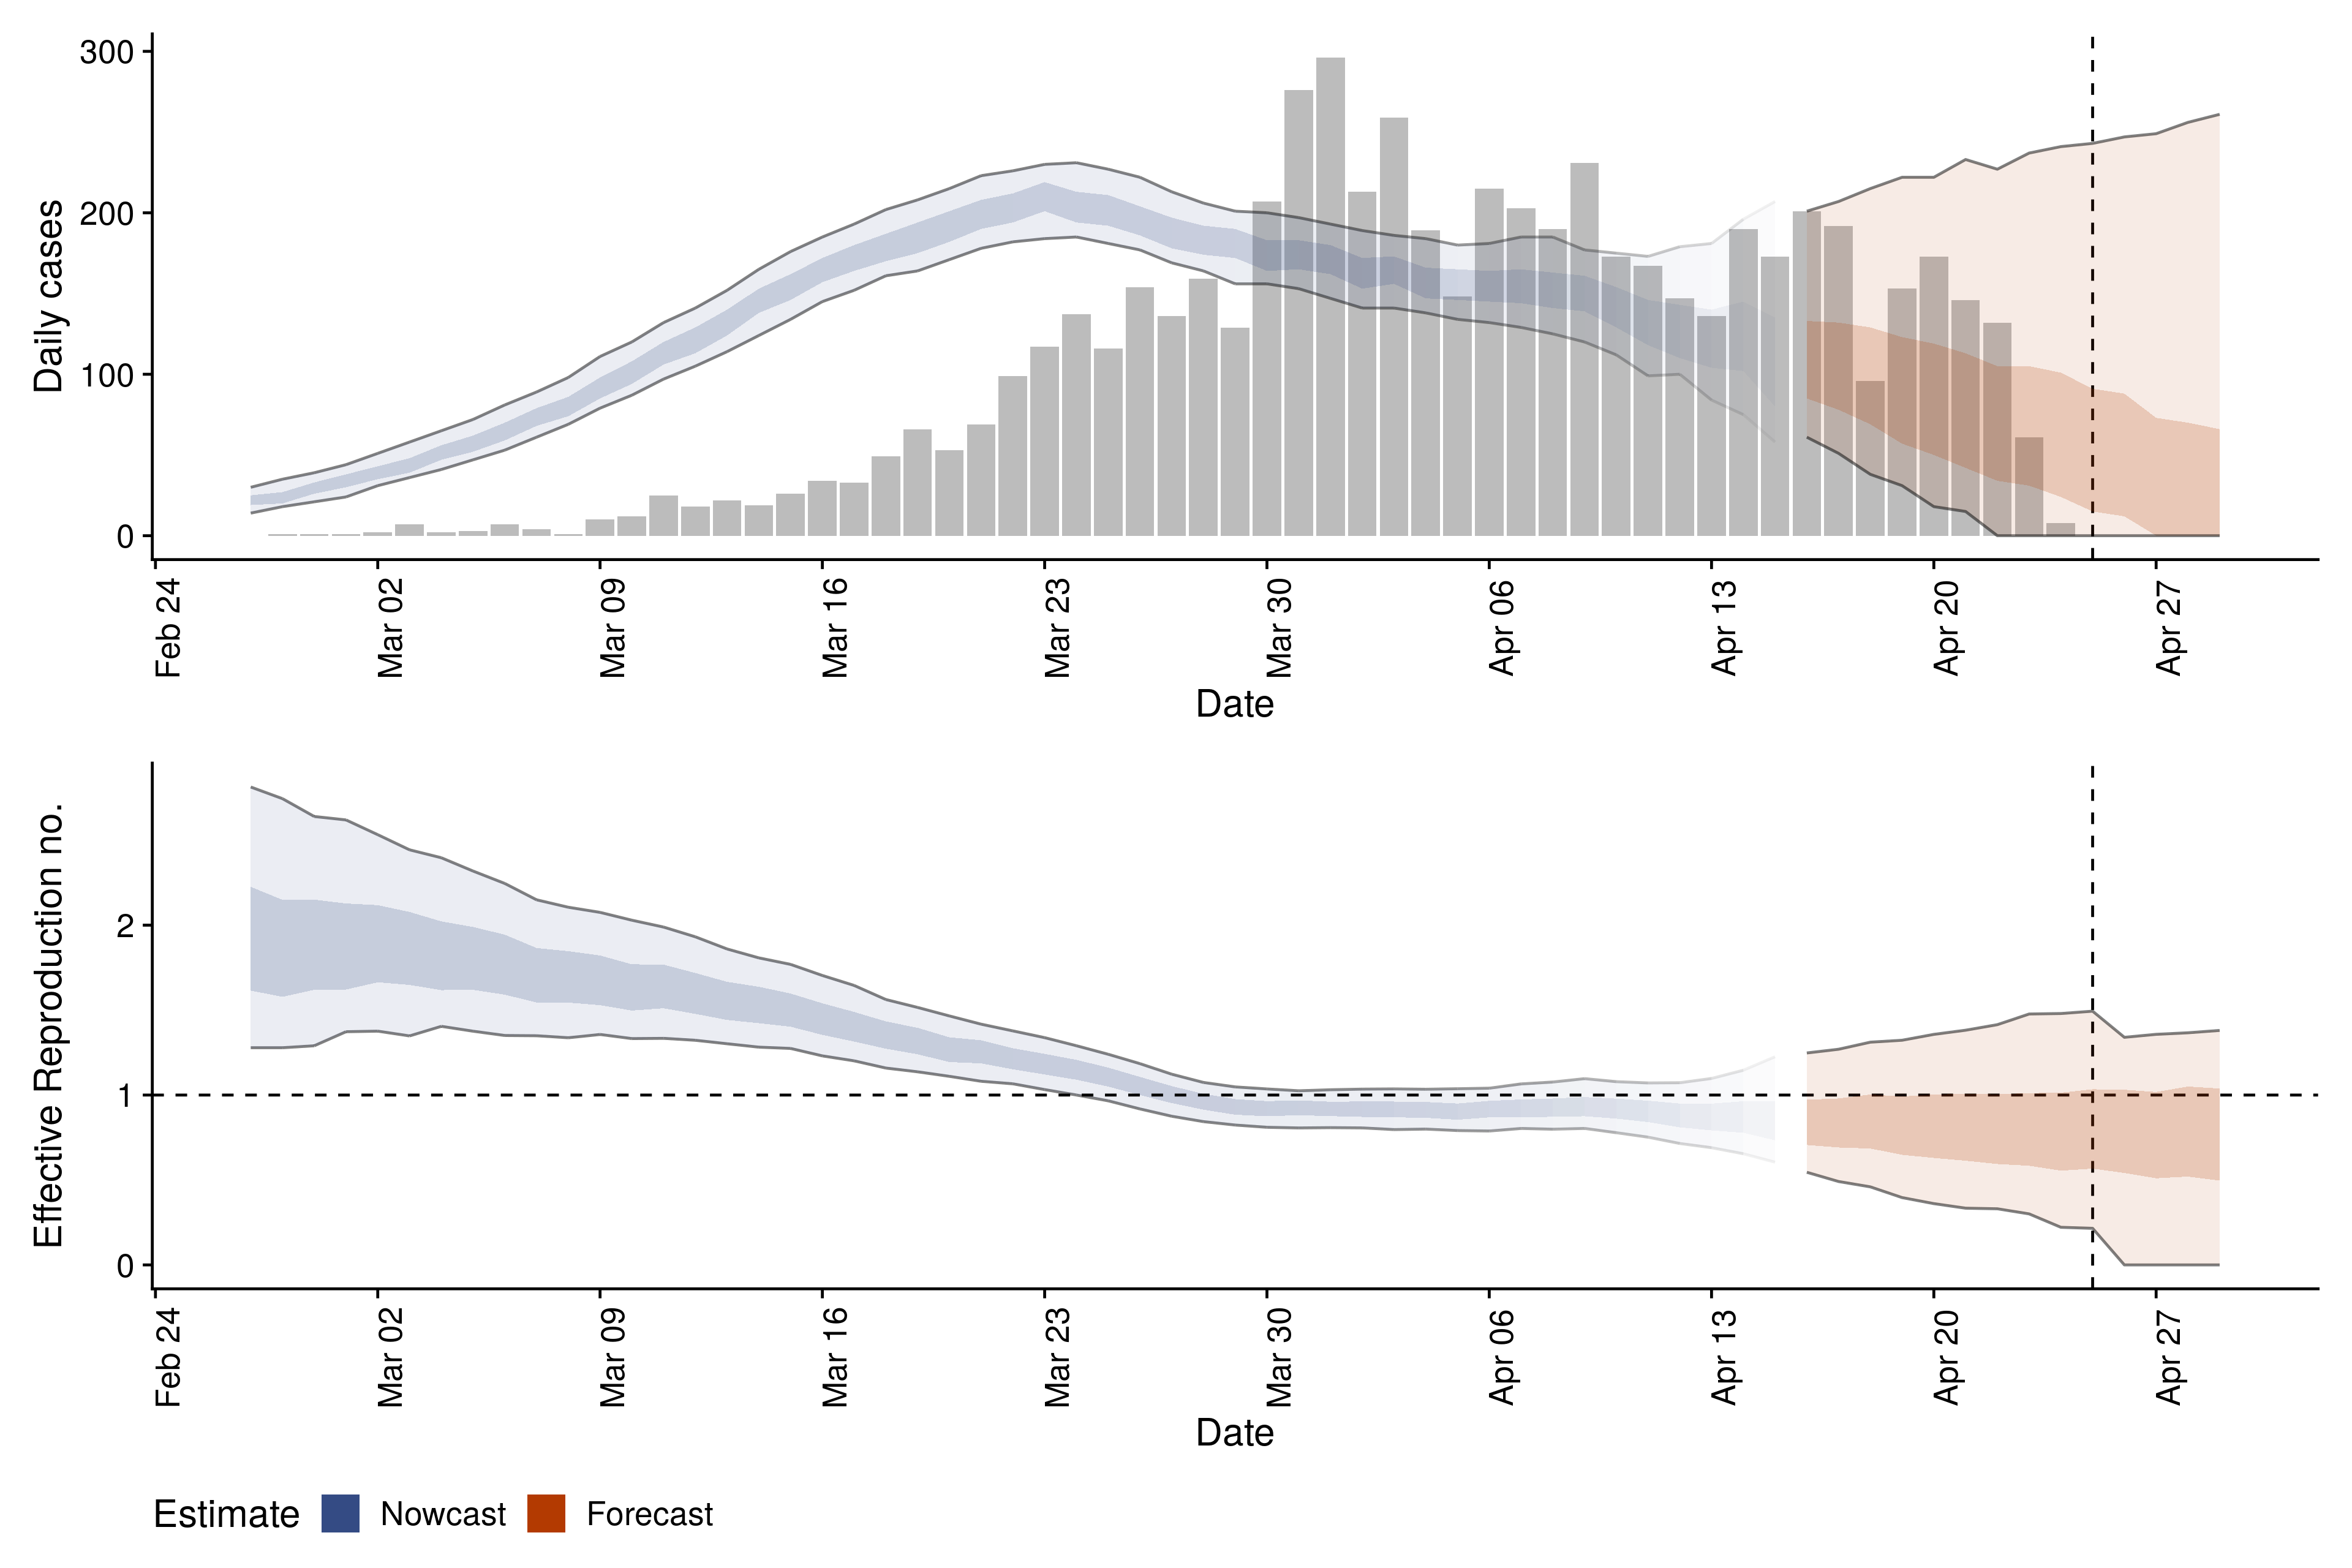 Daily cases
300
200
100
0
Feb 24
Mar 02
Mar 09
Mar 16
Mar 23
Mar 30
Apr 06
Apr 13
Apr 20
Apr 27
Date
Effective Reproduction no.
2
1
0
Feb 24
Mar 02
Mar 09
Mar 16
Mar 23
Mar 30
Apr 06
Apr 13
Apr 20
Apr 27
Date
Estimate Nowcast Forecast